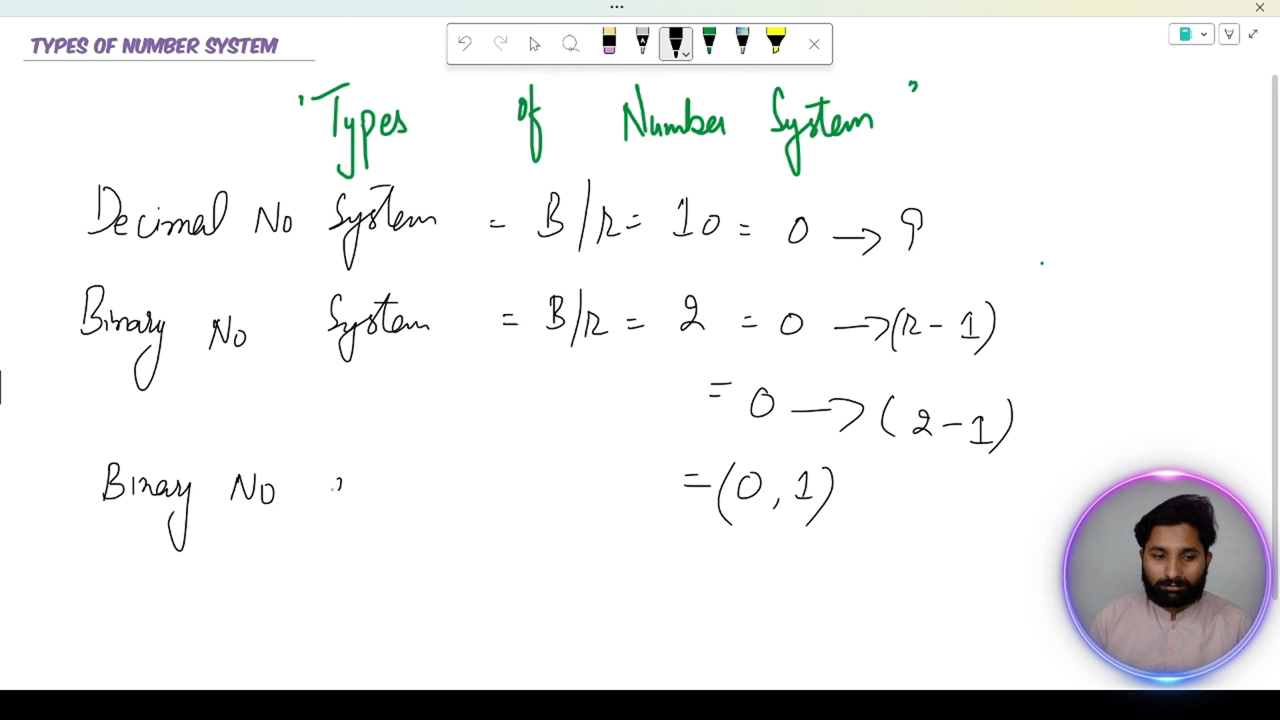 TYPES OF NUMBER SYSTEM
"Types of Number System"
Decimal No System = B/R = 10 = 0 → 9
Binary No System = B/R = 2 = 0 → (R - 1)
= 0 → (2 - 1)
Binary No = (0, 1)